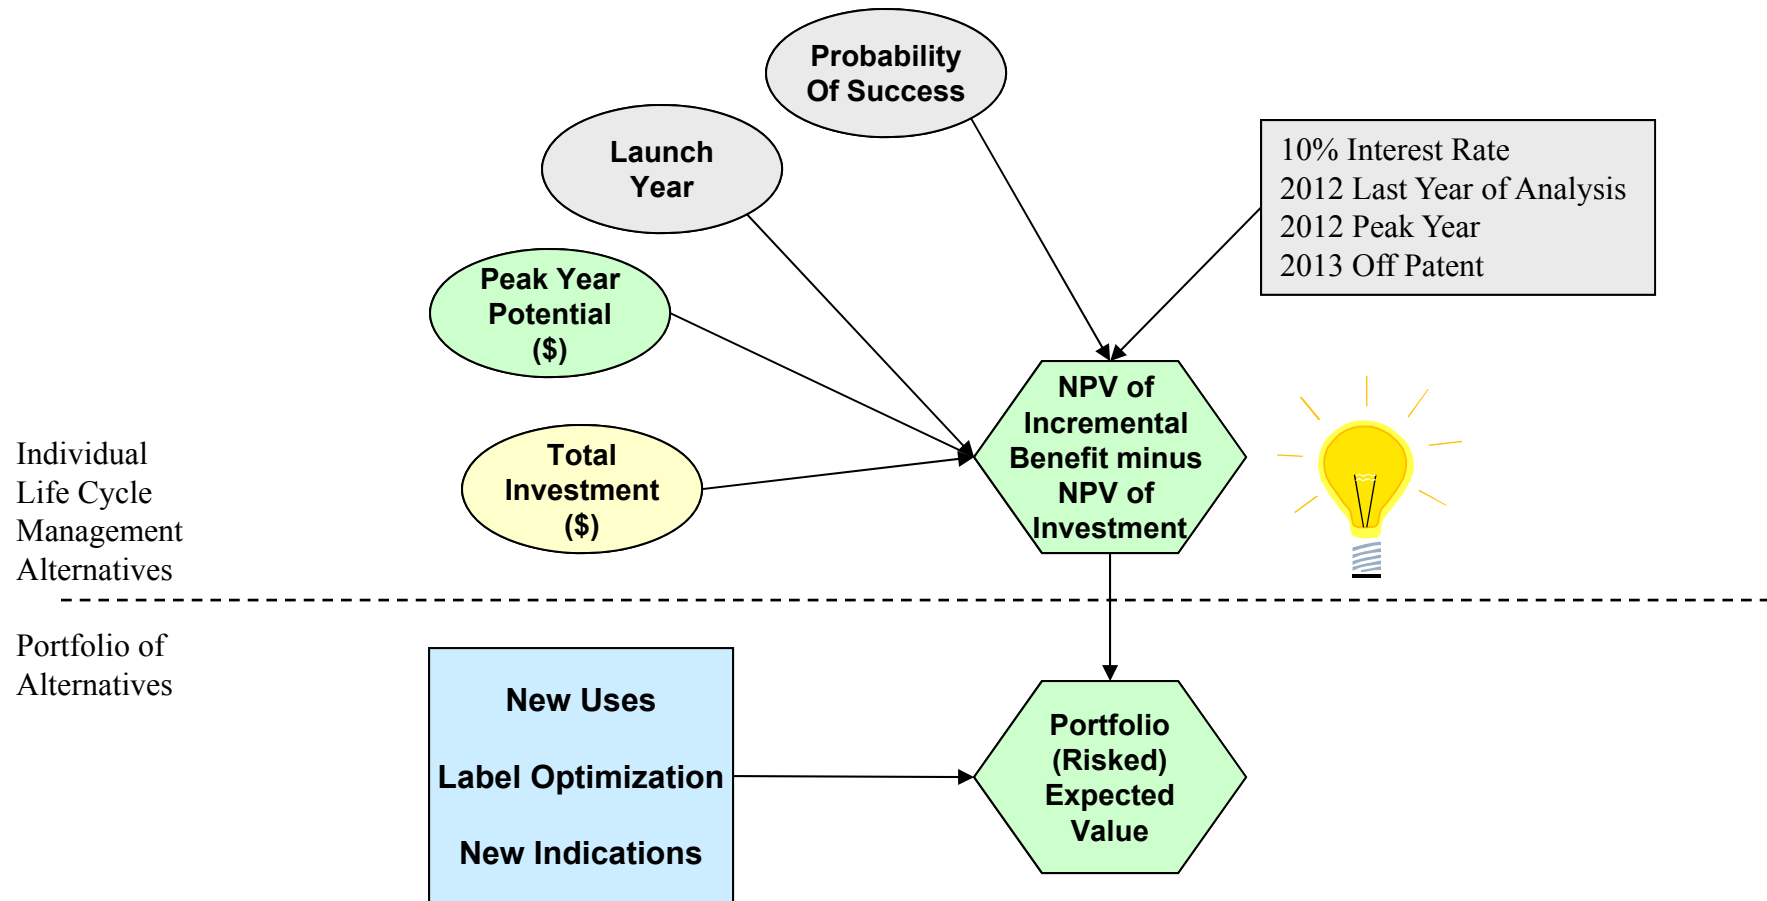 Probability
Of Success
Launch
Year
10% Interest Rate
2012 Last Year of Analysis
2012 Peak Year
2013 Off Patent
Peak Year
Potential
($)
Total
Investment
($)
NPV of
Incremental
Benefit minus
NPV of
Investment
Individual
Life Cycle
Management
Alternatives
Portfolio of
Alternatives
New Uses
Label Optimization
New Indications
Portfolio
(Risked)
Expected
Value